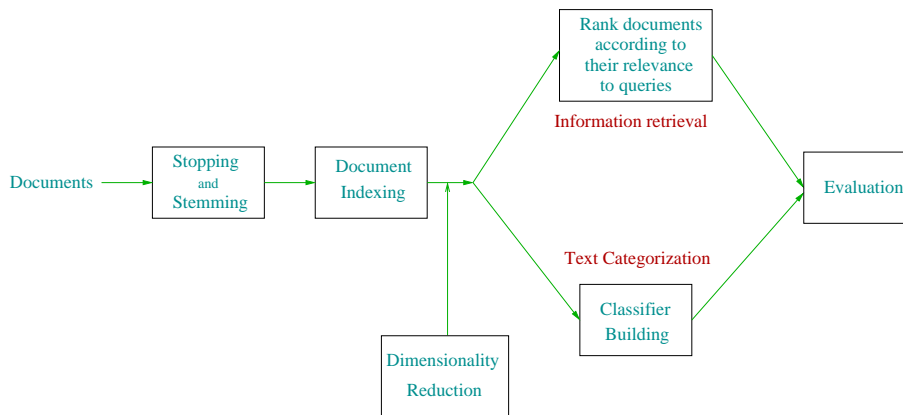 Documents
Stopping
and
Stemming
Document
Indexing
Dimensionality
Reduction
Rank documents
according to
their relevance
to queries
Information retrieval
Text Categorization
Classifier
Building
Evaluation